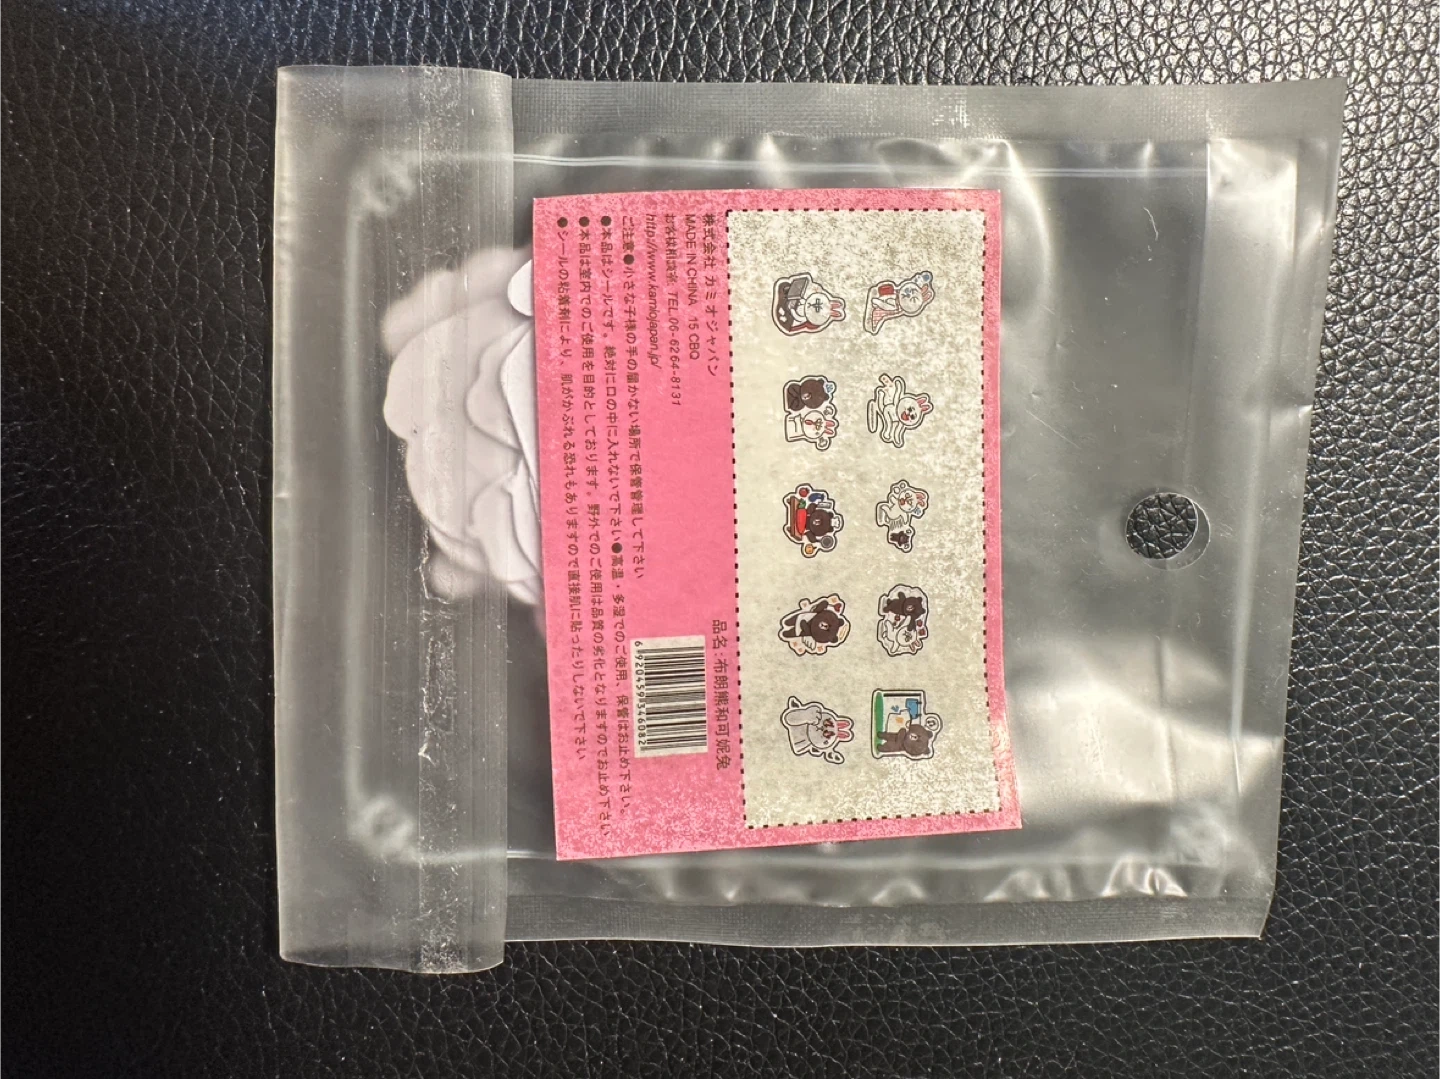 品名:布朗熊和可妮兔
株式会社 カミオジャパン
MADE IN CHINA 15 CBQ
お客様相談室 TEL.06-6264-8131
http://www.kamiojapan.jp/
ご注意●小さな子様の手の届かない場所で保管管理して下さい
●本品はシールです。絶対に口の中に入れないで下さい●高温・多湿でのご使用、保管はお止め下さい。
●本品は室内でのご使用を目的としております。野外でのご使用は品質の劣化となりますのでお止め下さい
●シールの粘着剤により、肌がかぶれる恐れもありますので直接肌に貼ったりしないで下さい
6920459346082